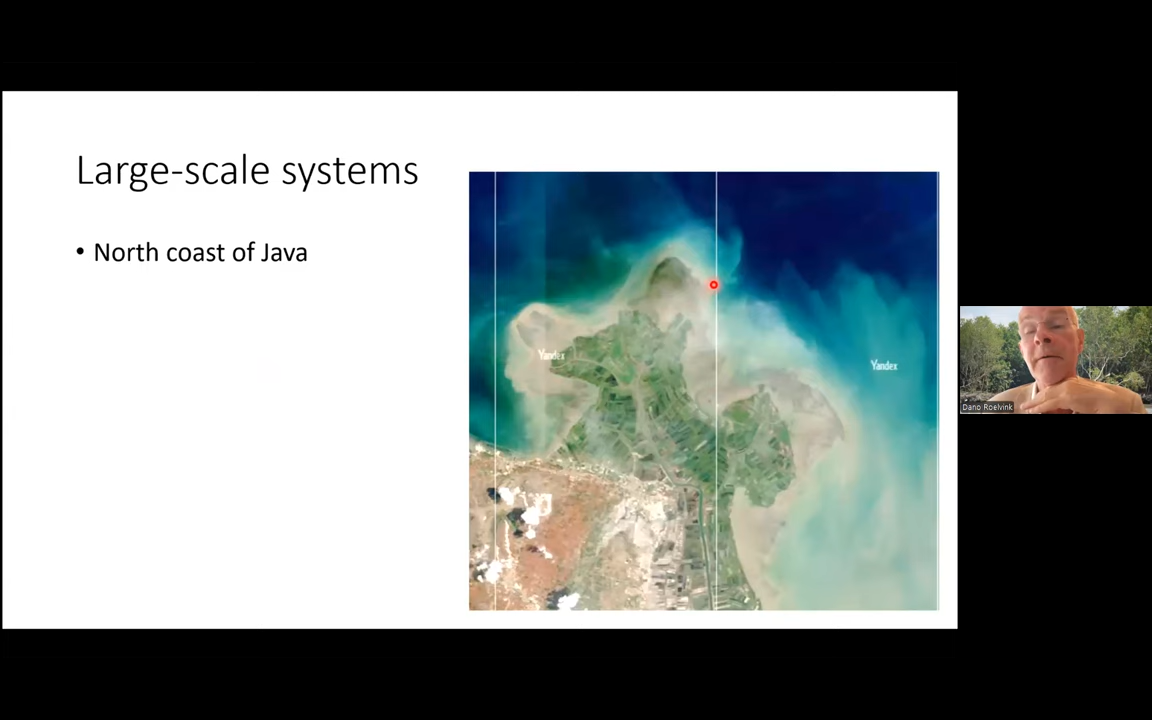 Large-scale systems
• North coast of Java
Yandex
Yandex
Dano Roelvink